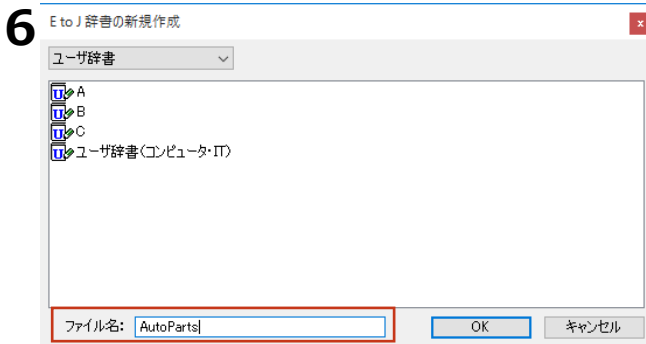 6
E to J 辞書の新規作成
x
ユーザ辞書
U A
U B
U C
U ユーザ辞書(コンピュータ・IT)
ファイル名: AutoParts OK キャンセル